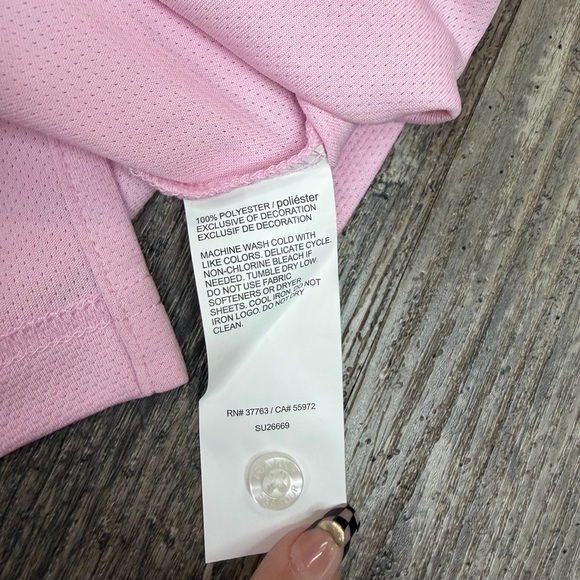 100% POLYESTER / poliéster
EXCLUSIVE OF DECORATION
EXCLUSIF DE DECORATION
MACHINE WASH COLD WITH
LIKE COLORS. DELICATE CYCLE.
NON-CHLORINE BLEACH IF
NEEDED. TUMBLE DRY LOW.
DO NOT USE FABRIC
SOFTENERS OR DRYER
SHEETS. COOL IRON. DO NOT
IRON LOGO. DO NOT DRY
CLEAN.
RN# 37763 / CA# 55972
SU26669